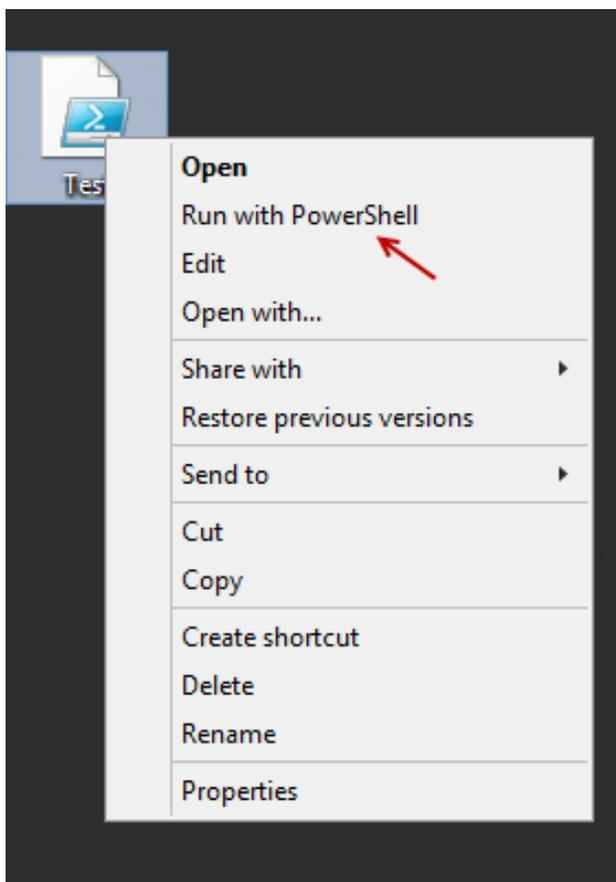 Tes
Open
Run with PowerShell
Edit
Open with...
Share with
Restore previous versions
Send to
Cut
Copy
Create shortcut
Delete
Rename
Properties